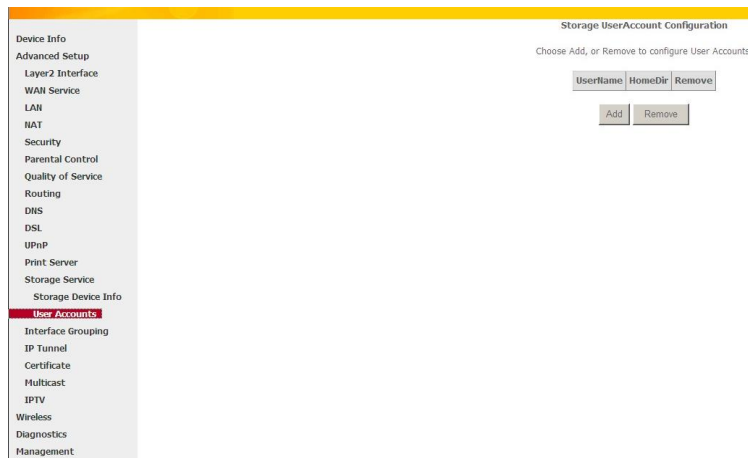 Device Info
Advanced Setup
Layer2 Interface
WAN Service
LAN
NAT
Security
Parental Control
Quality of Service
Routing
DNS
DSL
UPnP
Print Server
Storage Service
Storage Device Info
User Accounts
Interface Grouping
IP Tunnel
Certificate
Multicast
IPTV
Wireless
Diagnostics
Management
Storage UserAccount Configuration
Choose Add, or Remove to configure User Accounts
UserName HomeDir Remove
Add Remove